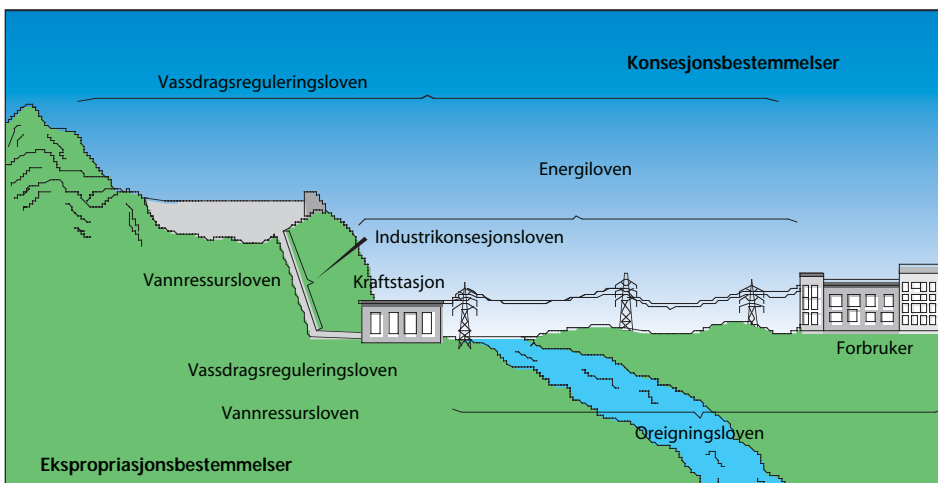 Konsesjonsbestemmelser
Vassdragsreguleringsloven
Energiloven
Industrikonsesjonsloven
Vannressursloven
Kraftstasjon
Forbruker
Vassdragsreguleringsloven
Vannressursloven
Oreigningsloven
Ekspropriasjonsbestemmelser